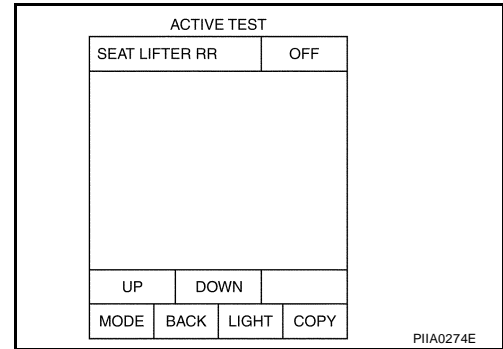 ACTIVE TEST
SEAT LIFTER RR OFF
UP DOWN
MODE BACK LIGHT COPY
PIIA0274E